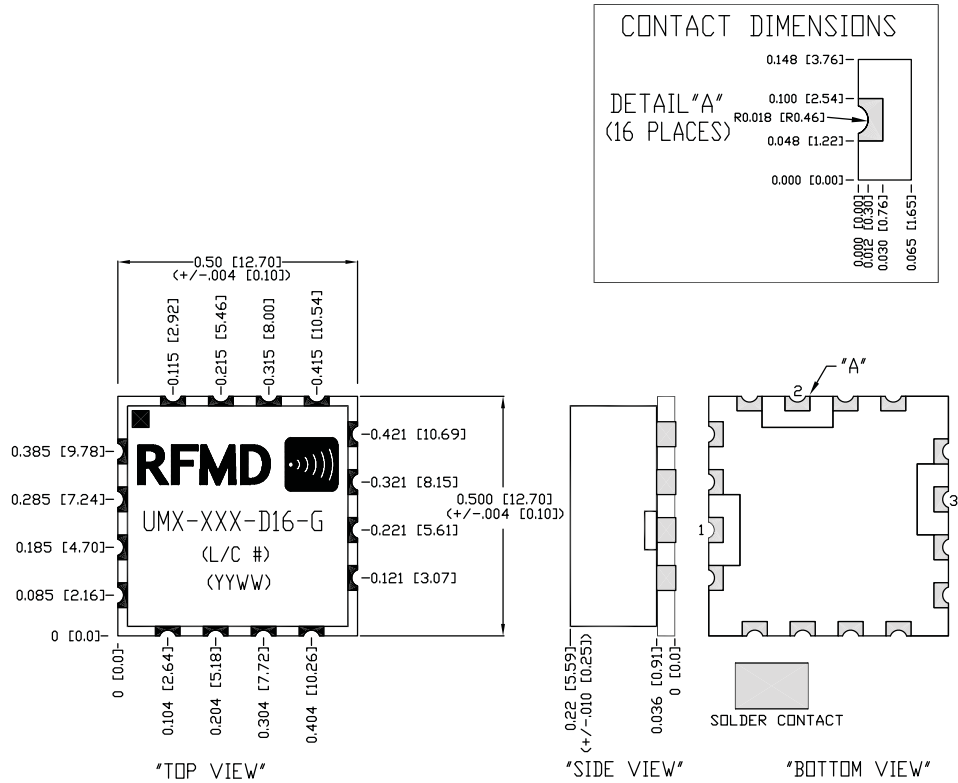 CONTACT DIMENSIONS
0.148 [3.76]
DETAIL"A"
(16 PLACES)
0.100 [2.54]
R0.018 [R0.46]
0.048 [1.22]
0.000 [0.00]
0.000 [0.00]
0.012 [0.30]
0.030 [0.76]
0.065 [1.65]
0.50 [12.70]
(+/-.004 [0.10])
0.115 [2.92]
0.215 [5.46]
0.315 [8.00]
0.415 [10.54]
0.385 [9.78]
0.285 [7.24]
0.185 [4.70]
0.085 [2.16]
0 [0.0]
RFMD
UMX-XXX-D16-G
(L/C #)
(YYWW)
0.421 [10.69]
0.321 [8.15]
0.221 [5.61]
0.121 [3.07]
0.500 [12.70]
(+/-.004 [0.10])
0 [0.0]
0.104 [2.64]
0.204 [5.18]
0.304 [7.72]
0.404 [10.26]
"TOP VIEW"
0.22 [5.59]
(+/-.010 [0.25])
0.036 [0.91]
0 [0.0]
"SIDE VIEW"
"A"
2
1
3
SOLDER CONTACT
"BOTTOM VIEW"